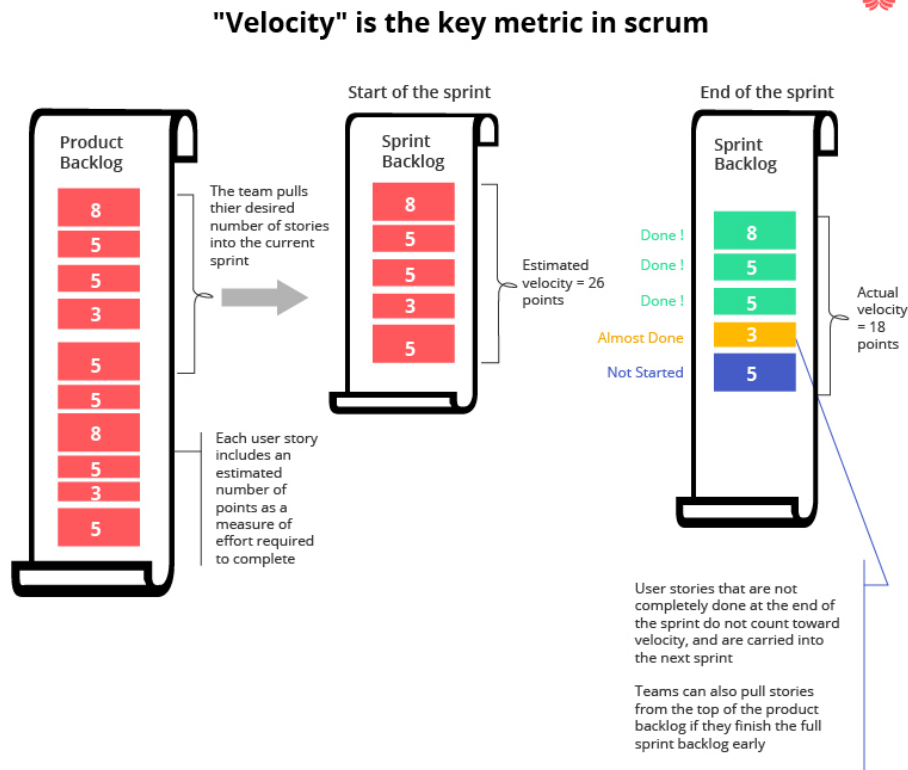 "Velocity" is the key metric in scrum
Product
Backlog
8
5
5
3
5
5
8
5
3
5
The team pulls
thier desired
number of stories
into the current
sprint
Each user story
includes an
estimated
number of
points as a
measure of
effort required
to complete
Start of the sprint
Sprint
Backlog
8
5
5
3
5
Estimated
velocity = 26
points
End of the sprint
Sprint
Backlog
Done ! 8
Done ! 5
Done ! 5
Almost Done 3
Not Started 5
Actual
velocity
= 18
points
User stories that are not
completely done at the end of
the sprint do not count toward
velocity, and are carried into
the next sprint
Teams can also pull stories
from the top of the product
backlog if they finish the full
sprint backlog early